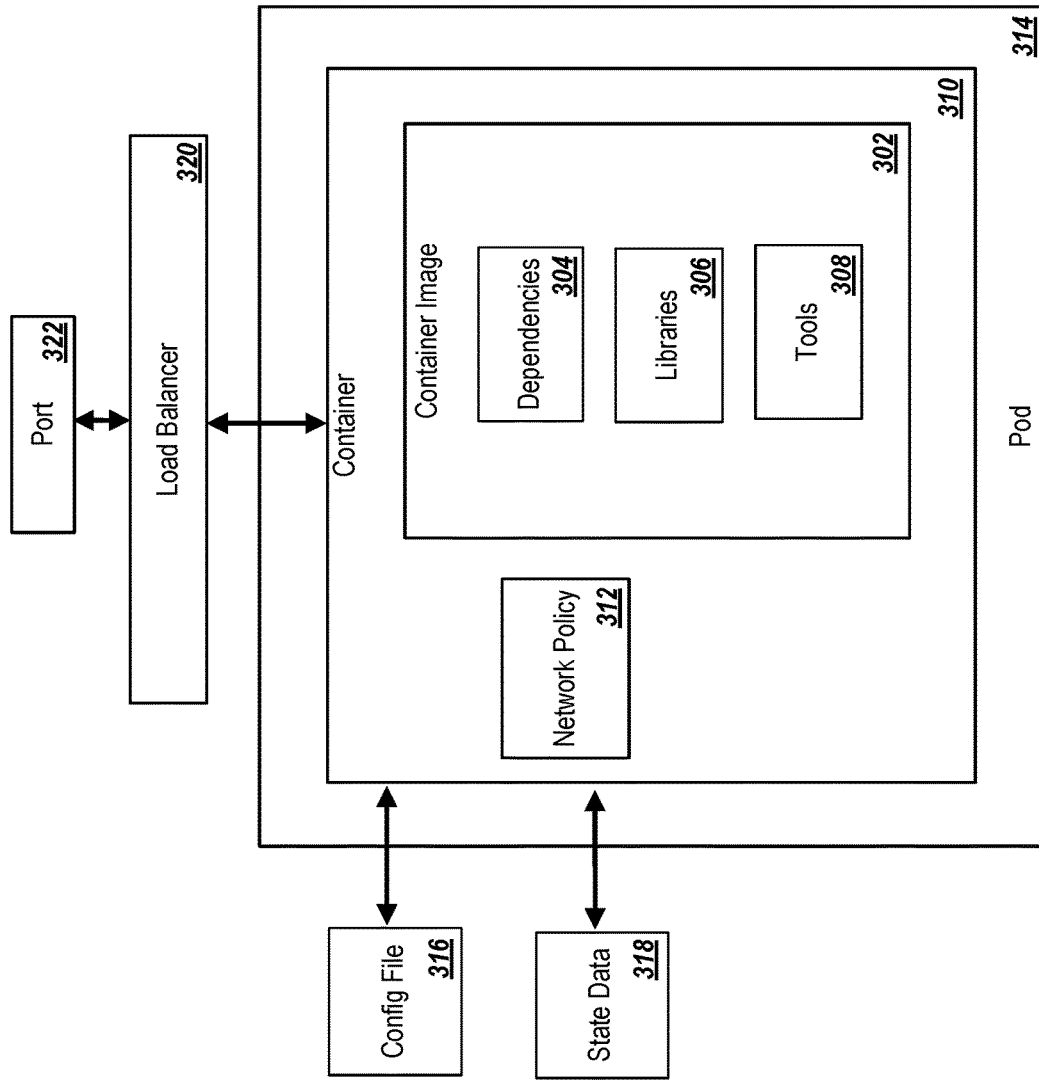 Port
322
Load Balancer
320
Container
Container Image
Dependencies
304
Libraries
306
Tools
308
302
Network Policy
312
310
Pod
314
Config File
316
State Data
318